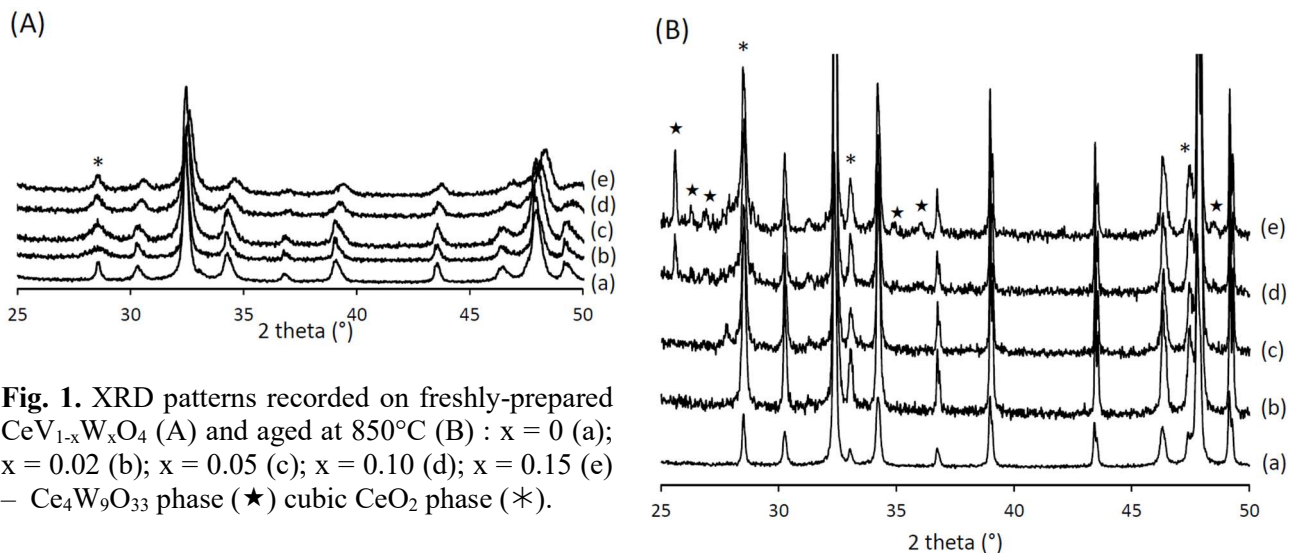 (A)
*
(e)
(d)
(c)
(b)
(a)
25 30 35 40 45 50
2 theta (°)
Fig. 1. XRD patterns recorded on freshly-prepared
CeV₁₋ₓWₓO₄ (A) and aged at 850°C (B) : x = 0 (a);
x = 0.02 (b); x = 0.05 (c); x = 0.10 (d); x = 0.15 (e)
– Ce₄W₉O₃₃ phase (★) cubic CeO₂ phase (*).
(B)
*
★
* *
★ ★
★ ★ ★
(e)
(d)
(c)
(b)
(a)
25 30 35 40 45 50
2 theta (°)